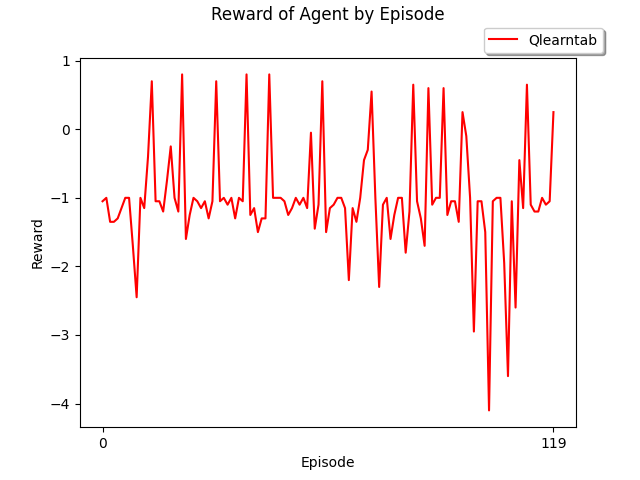 Reward of Agent by Episode
Qlearntab
1
0
−1
−2
−3
−4
Reward
0
119
Episode